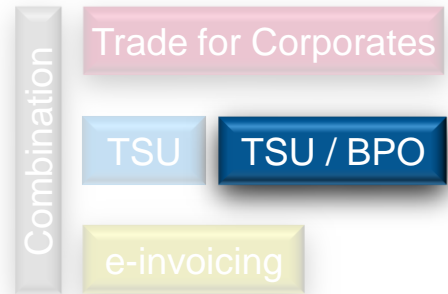 Combination
Trade for Corporates
TSU
TSU / BPO
e-invoicing